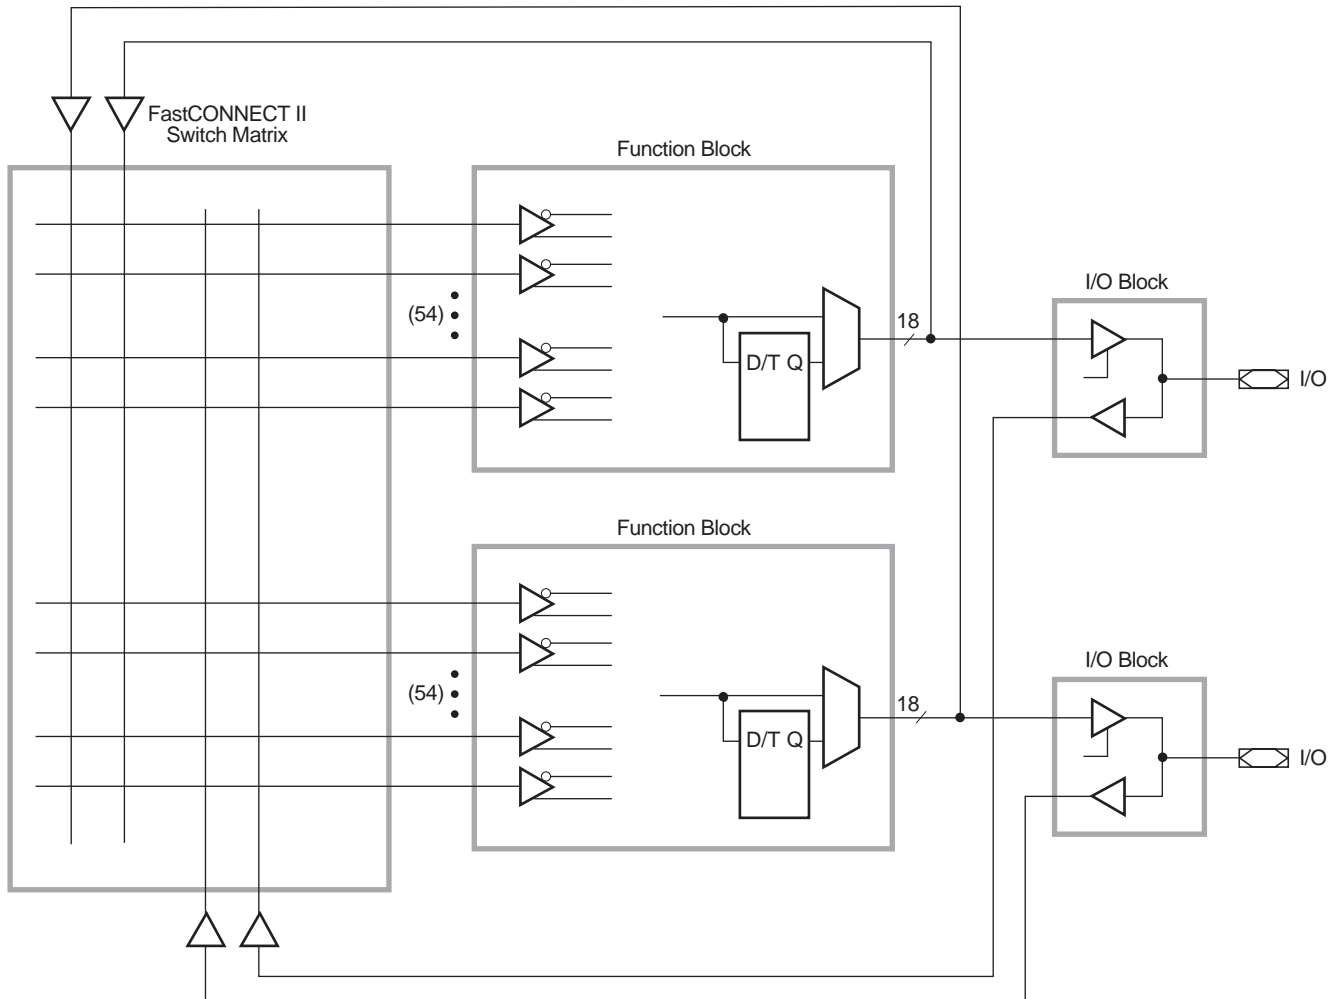 FastCONNECT II
Switch Matrix
Function Block
(54)
D/T Q
18
I/O Block
I/O
Function Block
(54)
D/T Q
18
I/O Block
I/O